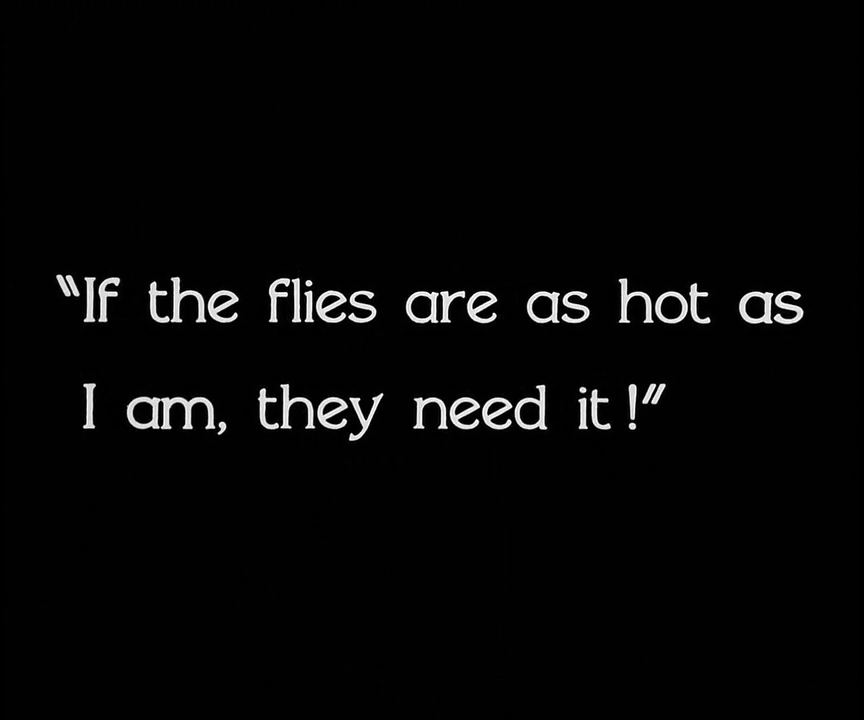 "If the flies are as hot as
I am, they need it!"